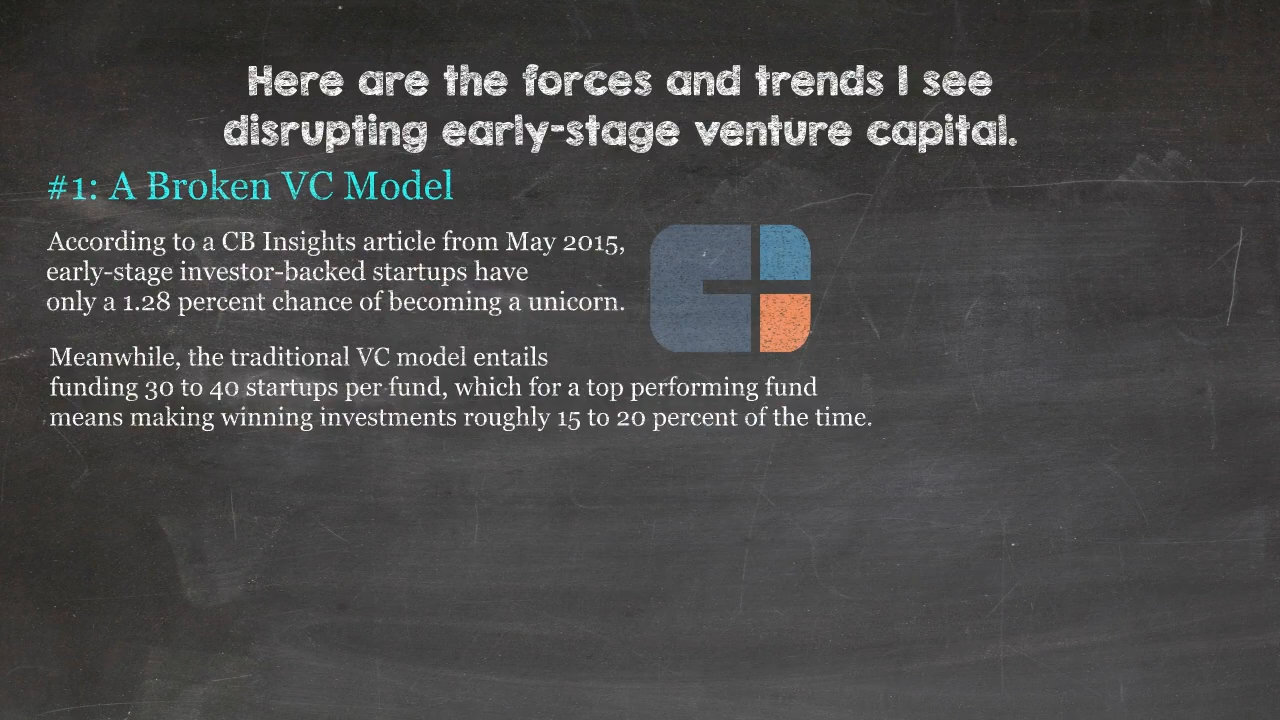 Here are the forces and trends I see
disrupting early-stage venture capital.
#1: A Broken VC Model
According to a CB Insights article from May 2015,
early-stage investor-backed startups have
only a 1.28 percent chance of becoming a unicorn.
Meanwhile, the traditional VC model entails
funding 30 to 40 startups per fund, which for a top performing fund
means making winning investments roughly 15 to 20 percent of the time.